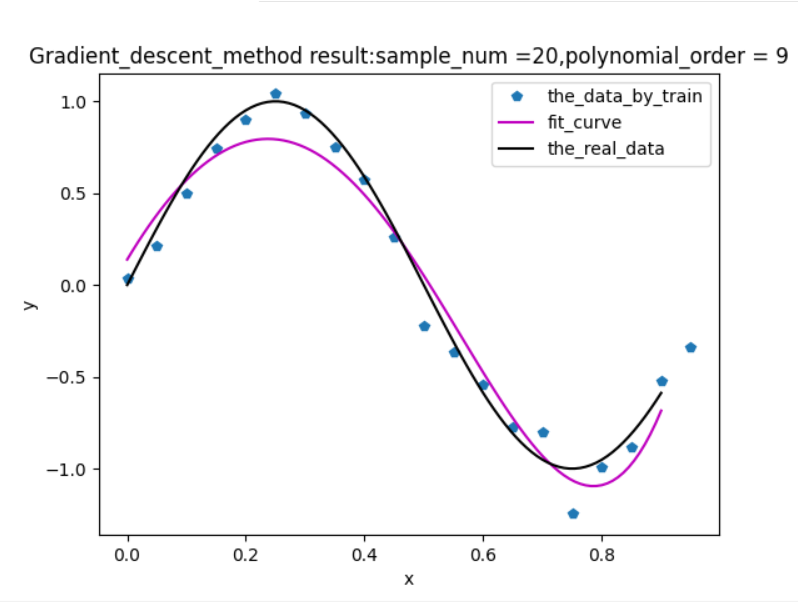 Gradient_descent_method result:sample_num =20,polynomial_order = 9
the_data_by_train
fit_curve
the_real_data
1.0
0.5
0.0
−0.5
−1.0
y
0.0 0.2 0.4 0.6 0.8
x